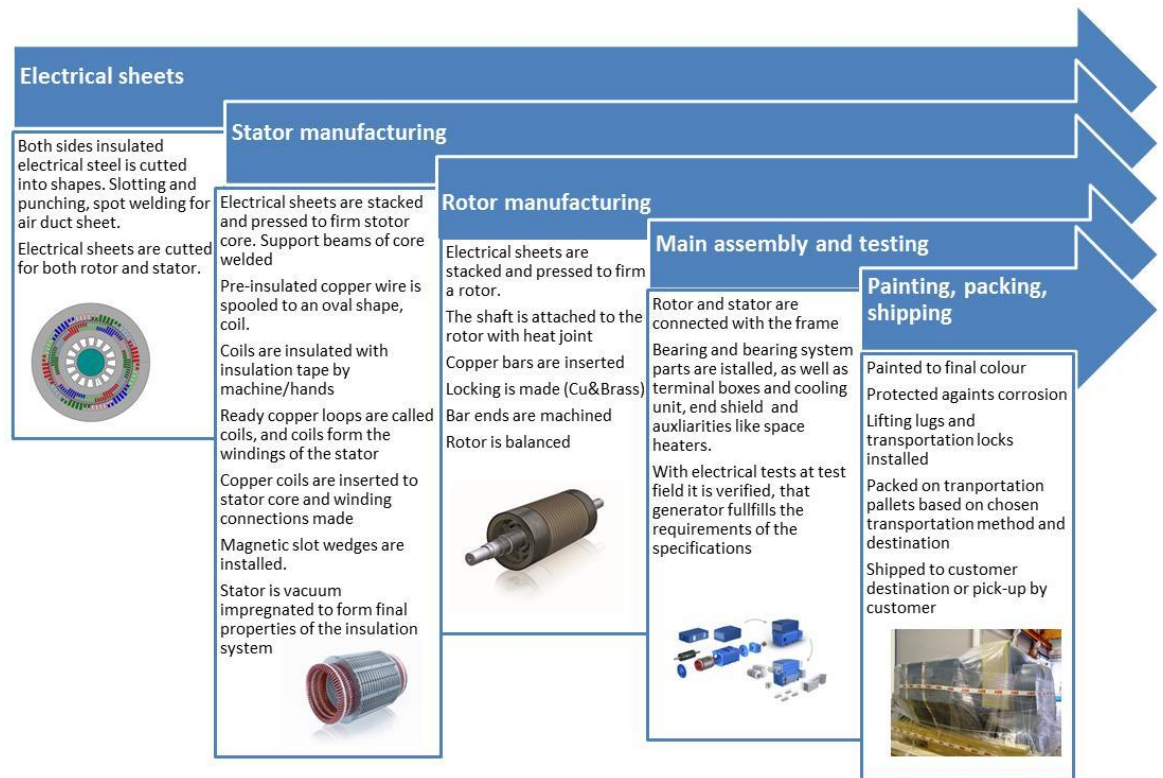 Electrical sheets
Both sides insulated
electrical steel is cutted
into shapes. Slotting and
punching, spot welding for
air duct sheet.
Electrical sheets are cutted
for both rotor and stator.
Stator manufacturing
Electrical sheets are stacked
and pressed to firm stotor
core. Support beams of core
welded
Pre-insulated copper wire is
spooled to an oval shape,
coil.
Coils are insulated with
insulation tape by
machine/hands
Ready copper loops are called
coils, and coils form the
windings of the stator
Copper coils are inserted to
stator core and winding
connections made
Magnetic slot wedges are
installed.
Stator is vacuum
impregnated to form final
properties of the insulation
system
Rotor manufacturing
Electrical sheets are
stacked and pressed to firm
a rotor.
The shaft is attached to the
rotor with heat joint
Copper bars are inserted
Locking is made (Cu&Brass)
Bar ends are machined
Rotor is balanced
Main assembly and testing
Rotor and stator are
connected with the frame
Bearing and bearing system
parts are istalled, as well as
terminal boxes and cooling
unit, end shield and
auxliarities like space
heaters.
With electrical tests at test
field it is verified, that
generator fullfills the
requirements of the
specifications
Painting, packing,
shipping
Painted to final colour
Protected againts corrosion
Lifting lugs and
transportation locks
installed
Packed on tranportation
pallets based on chosen
transportation method and
destination
Shipped to customer
destination or pick-up by
customer